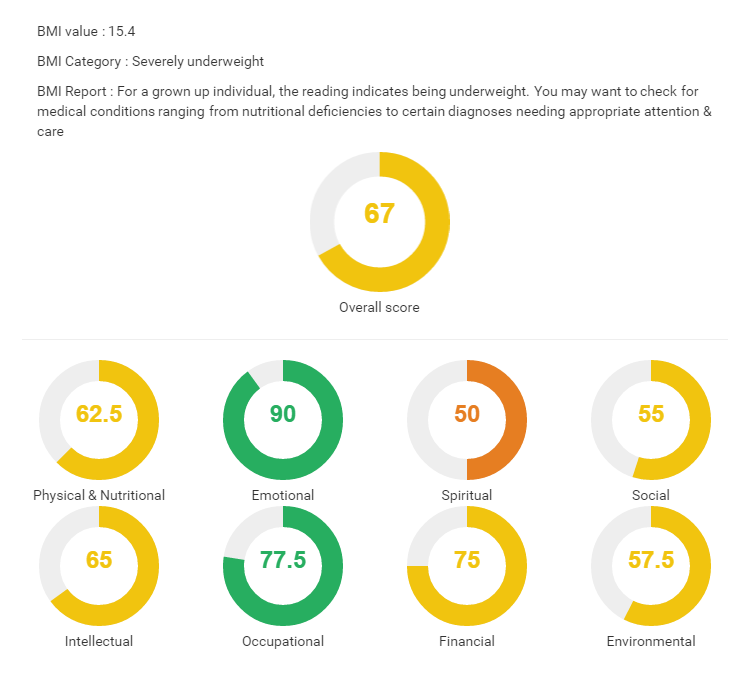 BMI value : 15.4
BMI Category : Severely underweight
BMI Report : For a grown up individual, the reading indicates being underweight. You may want to check for
medical conditions ranging from nutritional deficiencies to certain diagnoses needing appropriate attention &
care
67
Overall score
62.5
90
50
55
Physical & Nutritional
Emotional
Spiritual
Social
65
77.5
75
57.5
Intellectual
Occupational
Financial
Environmental